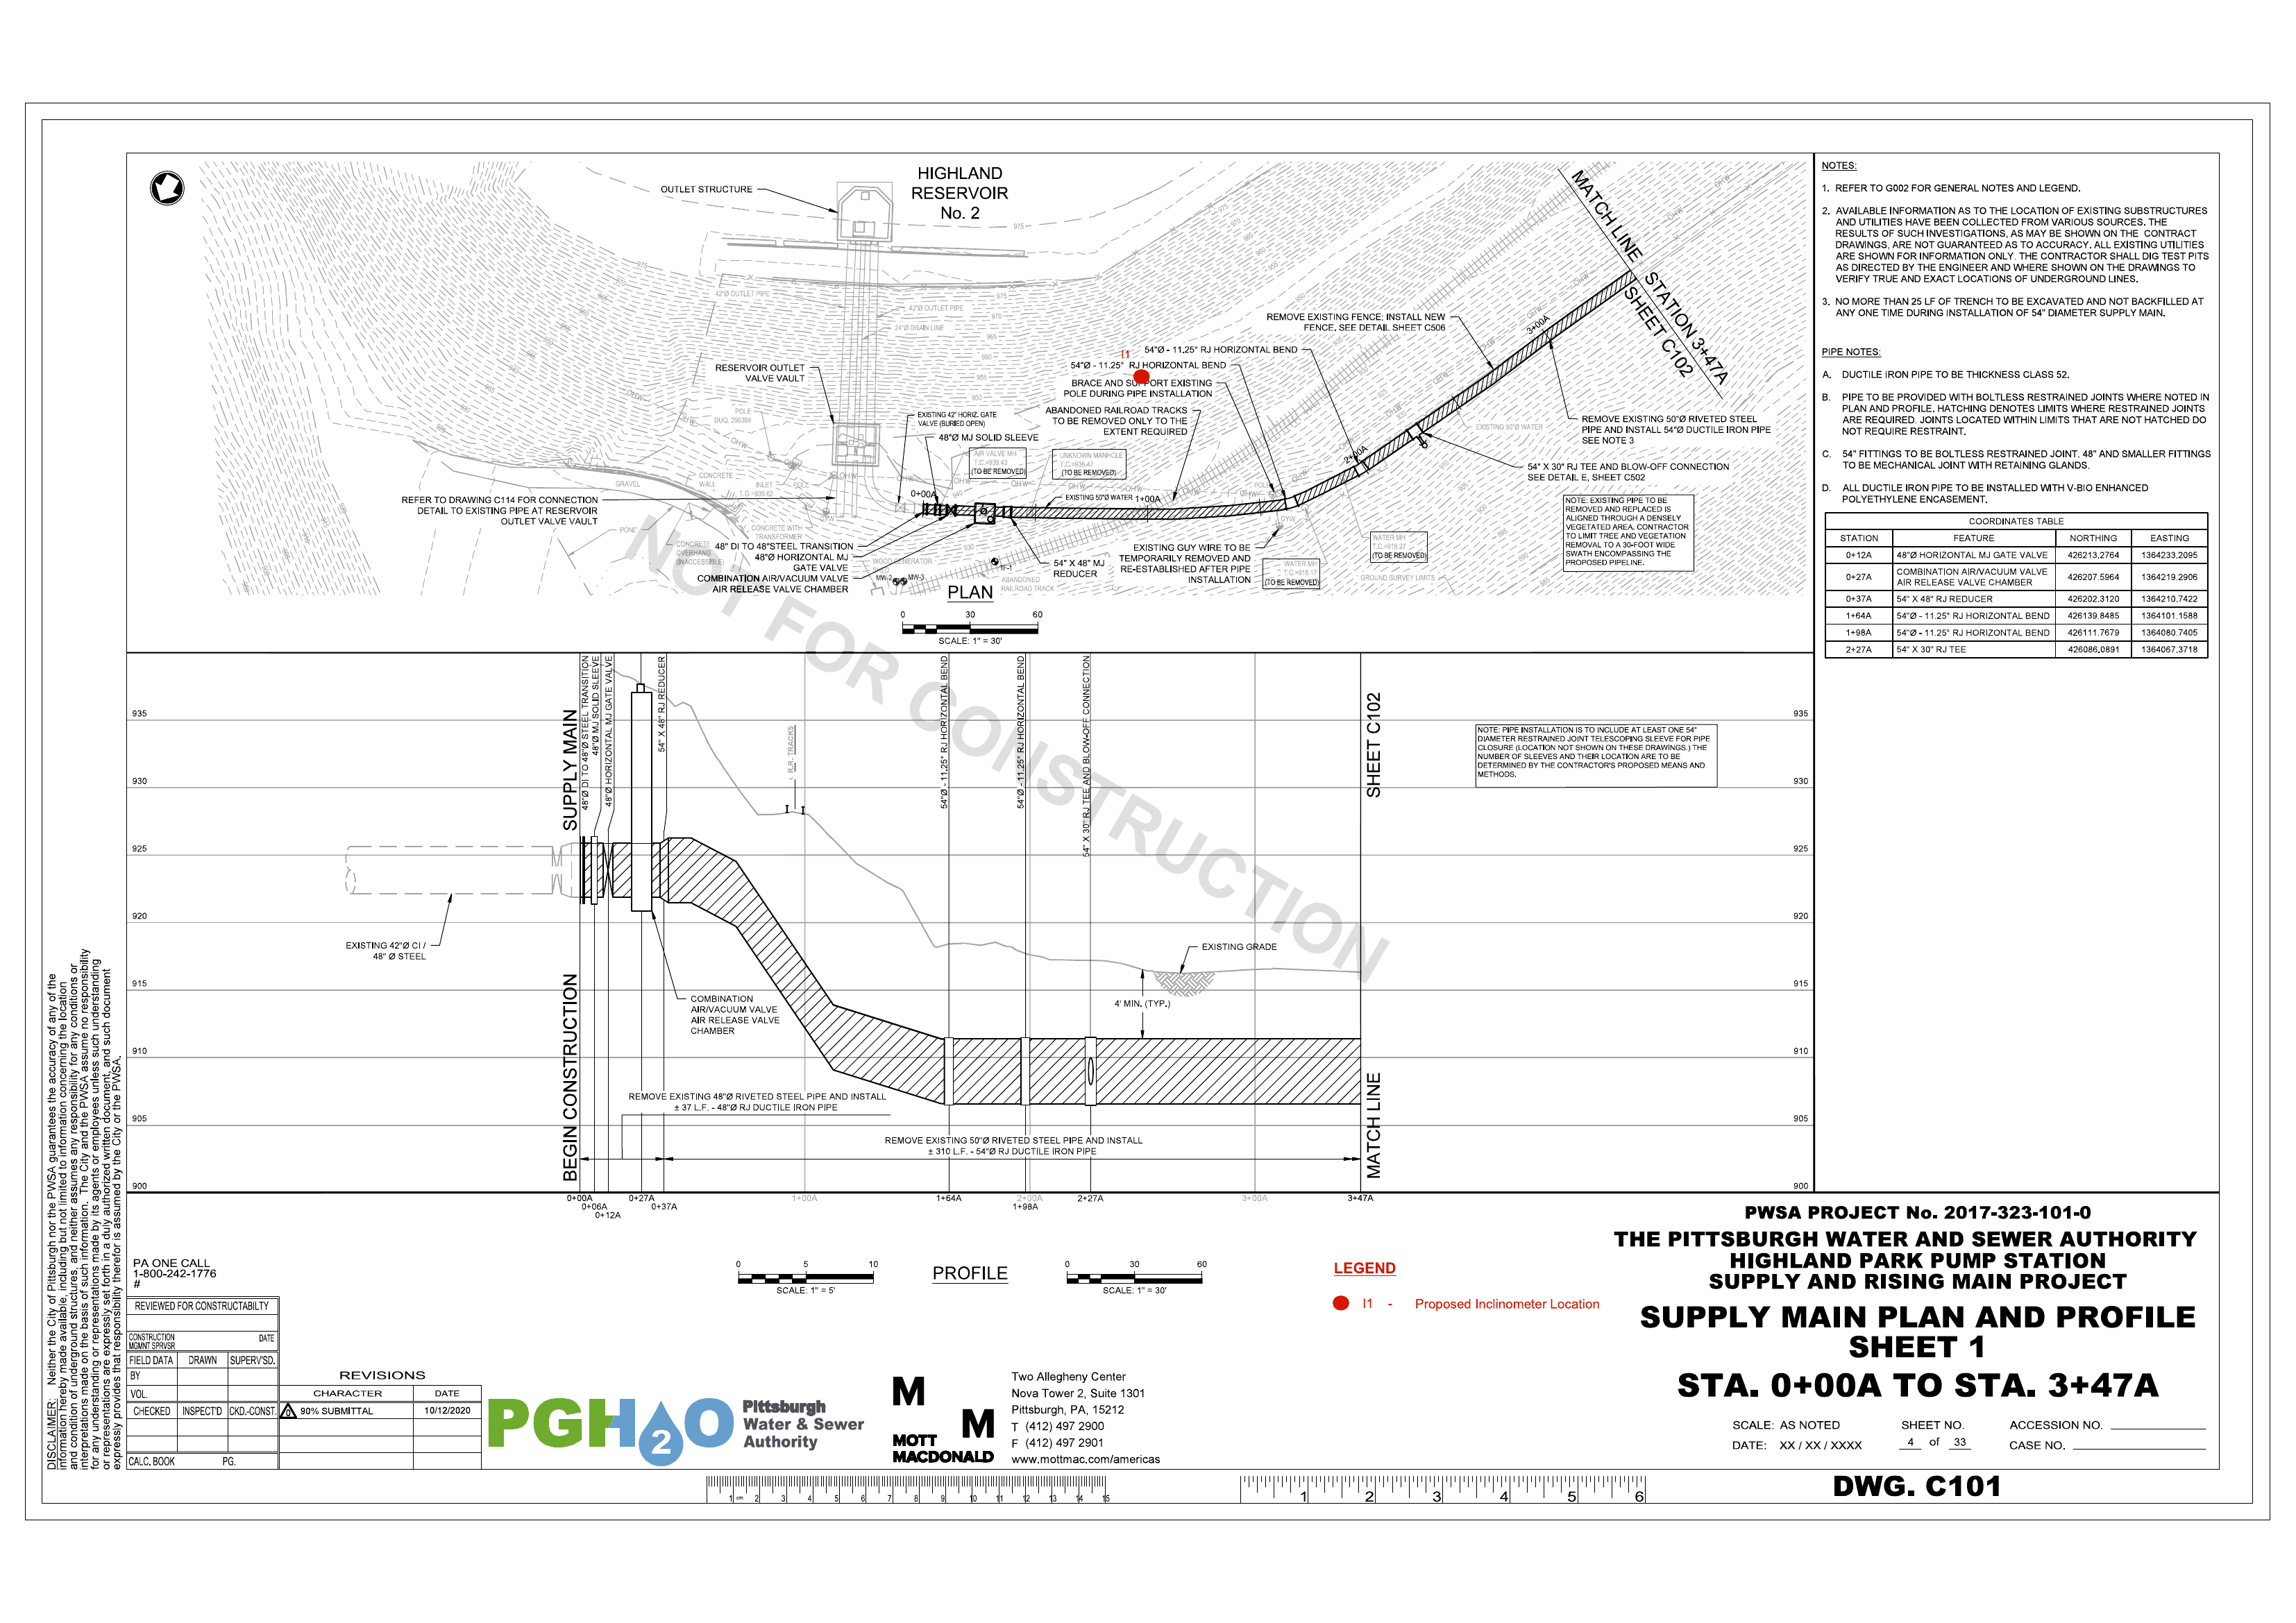 HIGHLAND
RESERVOIR
No. 2
OUTLET STRUCTURE
MATCH LINE STATION 3+47A
SHEET C102
42"Ø OUTLET PIPE
42"Ø OUTLET PIPE
24"Ø DRAIN LINE
RESERVOIR OUTLET
VALVE VAULT
REMOVE EXISTING FENCE; INSTALL NEW
FENCE. SEE DETAIL SHEET C506
I1
54"Ø - 11.25° RJ HORIZONTAL BEND
54"Ø - 11.25° RJ HORIZONTAL BEND
BRACE AND SUPPORT EXISTING
POLE DURING PIPE INSTALLATION
ABANDONED RAILROAD TRACKS
TO BE REMOVED ONLY TO THE
EXTENT REQUIRED
EXISTING 42" HORIZ. GATE
VALVE (BURIED OPEN)
48"Ø MJ SOLID SLEEVE
POLE
DUQ. 299394
AIR VALVE MH
T.C.=939.43
(TO BE REMOVED)
UNKNOWN MANHOLE
T.C.=936.47
(TO BE REMOVED)
EXISTING 50"Ø WATER
REMOVE EXISTING 50"Ø RIVETED STEEL
PIPE AND INSTALL 54"Ø DUCTILE IRON PIPE
SEE NOTE 3
54" X 30" RJ TEE AND BLOW-OFF CONNECTION
SEE DETAIL E, SHEET C502
CONCRETE
WALL
GRAVEL
INLET
T.G.=939.62
POLE
REFER TO DRAWING C114 FOR CONNECTION
DETAIL TO EXISTING PIPE AT RESERVOIR
OUTLET VALVE VAULT
POND
CONCRETE WITH
TRANSFORMER
CONCRETE
OVERHANG
(INACCESSIBLE)
0+00A
EXISTING 50"Ø WATER
1+00A
2+00A
3+00A
48" DI TO 48"STEEL TRANSITION
48"Ø HORIZONTAL MJ
GATE VALVE
COMBINATION AIR/VACUUM VALVE
AIR RELEASE VALVE CHAMBER
WOOD GENERATOR
MW-2
MW-3
54" X 48" MJ
REDUCER
ABANDONED
RAILROAD TRACK
EXISTING GUY WIRE TO BE
TEMPORARILY REMOVED AND
RE-ESTABLISHED AFTER PIPE
INSTALLATION
POLE
GYW
WATER MH
T.C.=918.17
(TO BE REMOVED)
WATER MH
T.C.=918.27
(TO BE REMOVED)
GROUND SURVEY LIMITS
NOTE: EXISTING PIPE TO BE
REMOVED AND REPLACED IS
ALIGNED THROUGH A DENSELY
VEGETATED AREA. CONTRACTOR
TO LIMIT TREE AND VEGETATION
REMOVAL TO A 30-FOOT WIDE
SWATH ENCOMPASSING THE
PROPOSED PIPELINE.
PLAN
0 30 60
SCALE: 1" = 30'
NOT FOR CONSTRUCTION
NOTES:
1. REFER TO G002 FOR GENERAL NOTES AND LEGEND.
2. AVAILABLE INFORMATION AS TO THE LOCATION OF EXISTING SUBSTRUCTURES
AND UTILITIES HAVE BEEN COLLECTED FROM VARIOUS SOURCES. THE
RESULTS OF SUCH INVESTIGATIONS, AS MAY BE SHOWN ON THE CONTRACT
DRAWINGS, ARE NOT GUARANTEED AS TO ACCURACY. ALL EXISTING UTILITIES
ARE SHOWN FOR INFORMATION ONLY. THE CONTRACTOR SHALL DIG TEST PITS
AS DIRECTED BY THE ENGINEER AND WHERE SHOWN ON THE DRAWINGS TO
VERIFY TRUE AND EXACT LOCATIONS OF UNDERGROUND LINES.
3. NO MORE THAN 25 LF OF TRENCH TO BE EXCAVATED AND NOT BACKFILLED AT
ANY ONE TIME DURING INSTALLATION OF 54" DIAMETER SUPPLY MAIN.
PIPE NOTES:
A. DUCTILE IRON PIPE TO BE THICKNESS CLASS 52.
B. PIPE TO BE PROVIDED WITH BOLTLESS RESTRAINED JOINTS WHERE NOTED IN
PLAN AND PROFILE. HATCHING DENOTES LIMITS WHERE RESTRAINED JOINTS
ARE REQUIRED. JOINTS LOCATED WITHIN LIMITS THAT ARE NOT HATCHED DO
NOT REQUIRE RESTRAINT.
C. 54" FITTINGS TO BE BOLTLESS RESTRAINED JOINT. 48" AND SMALLER FITTINGS
TO BE MECHANICAL JOINT WITH RETAINING GLANDS.
D. ALL DUCTILE IRON PIPE TO BE INSTALLED WITH V-BIO ENHANCED
POLYETHYLENE ENCASEMENT.
COORDINATES TABLE
STATION FEATURE NORTHING EASTING
0+12A 48"Ø HORIZONTAL MJ GATE VALVE 426213.2764 1364233.2095
0+27A COMBINATION AIR/VACUUM VALVE AIR RELEASE VALVE CHAMBER 426207.5964 1364219.2906
0+37A 54" X 48" RJ REDUCER 426202.3120 1364210.7422
1+64A 54"Ø - 11.25° RJ HORIZONTAL BEND 426139.8485 1364101.1588
1+98A 54"Ø - 11.25° RJ HORIZONTAL BEND 426111.7679 1364080.7405
2+27A 54" X 30" RJ TEE 426086.0891 1364067.3718
SUPPLY MAIN
BEGIN CONSTRUCTION
48"Ø DI TO 48"Ø STEEL TRANSITION
48"Ø MJ SOLID SLEEVE
48"Ø HORIZONTAL MJ GATE VALVE
54" X 48" RJ REDUCER
R.R. TRACKS
54"Ø - 11.25° RJ HORIZONTAL BEND
54"Ø - 11.25° RJ HORIZONTAL BEND
54" X 30" RJ TEE AND BLOW-OFF CONNECTION
SHEET C102
MATCH LINE
935 935
930 930
925 925
920 920
915 915
910 910
905 905
900 900
NOTE: PIPE INSTALLATION IS TO INCLUDE AT LEAST ONE 54"
DIAMETER RESTRAINED JOINT TELESCOPING SLEEVE FOR PIPE
CLOSURE (LOCATION NOT SHOWN ON THESE DRAWINGS.) THE
NUMBER OF SLEEVES AND THEIR LOCATION ARE TO BE
DETERMINED BY THE CONTRACTOR'S PROPOSED MEANS AND
METHODS.
EXISTING 42"Ø CI /
48" Ø STEEL
EXISTING GRADE
4' MIN. (TYP.)
COMBINATION
AIR/VACUUM VALVE
AIR RELEASE VALVE
CHAMBER
REMOVE EXISTING 48"Ø RIVETED STEEL PIPE AND INSTALL
± 37 L.F. - 48"Ø RJ DUCTILE IRON PIPE
REMOVE EXISTING 50"Ø RIVETED STEEL PIPE AND INSTALL
± 310 L.F. - 54"Ø RJ DUCTILE IRON PIPE
0+00A 0+27A 1+00A 1+64A 2+00A 2+27A 3+00A 3+47A
0+06A 0+37A 1+98A
0+12A
0 5 10
SCALE: 1" = 5'
PROFILE
0 30 60
SCALE: 1" = 30'
LEGEND
I1 - Proposed Inclinometer Location
DISCLAIMER: Neither the City of Pittsburgh nor the PWSA guarantees the accuracy of any of the
information hereby made available, including but not limited to information concerning the location
and condition of underground structures, and neither assumes any responsibility for any conditions or
interpretations made on the basis of such information. The City and the PWSA assume no responsibility
for any understanding or representations made by its agents or employees unless such understanding
or representations are expressly set forth in a duly authorized written document, and such document
expressly provides that responsibility therefor is assumed by the City or the PWSA.
PA ONE CALL
1-800-242-1776
#
REVIEWED FOR CONSTRUCTABILTY
CONSTRUCTION
MGMNT SPRVSR
DATE
FIELD DATA DRAWN SUPERV'SD.
BY
VOL.
CHECKED INSPECT'D CKD.-CONST.
CALC. BOOK PG.
REVISIONS
CHARACTER DATE
90% SUBMITTAL 10/12/2020
PGH2O
Pittsburgh
Water & Sewer
Authority
M
M
MOTT
MACDONALD
Two Allegheny Center
Nova Tower 2, Suite 1301
Pittsburgh, PA, 15212
T (412) 497 2900
F (412) 497 2901
www.mottmac.com/americas
PWSA PROJECT No. 2017-323-101-0
THE PITTSBURGH WATER AND SEWER AUTHORITY
HIGHLAND PARK PUMP STATION
SUPPLY AND RISING MAIN PROJECT
SUPPLY MAIN PLAN AND PROFILE
SHEET 1
STA. 0+00A TO STA. 3+47A
SCALE: AS NOTED SHEET NO. ACCESSION NO.
DATE: XX / XX / XXXX 4 of 33 CASE NO.
DWG. C101
1 cm 2 3 4 5 6 7 8 9 10 11 12 13 14 15
1 2 3 4 5 6